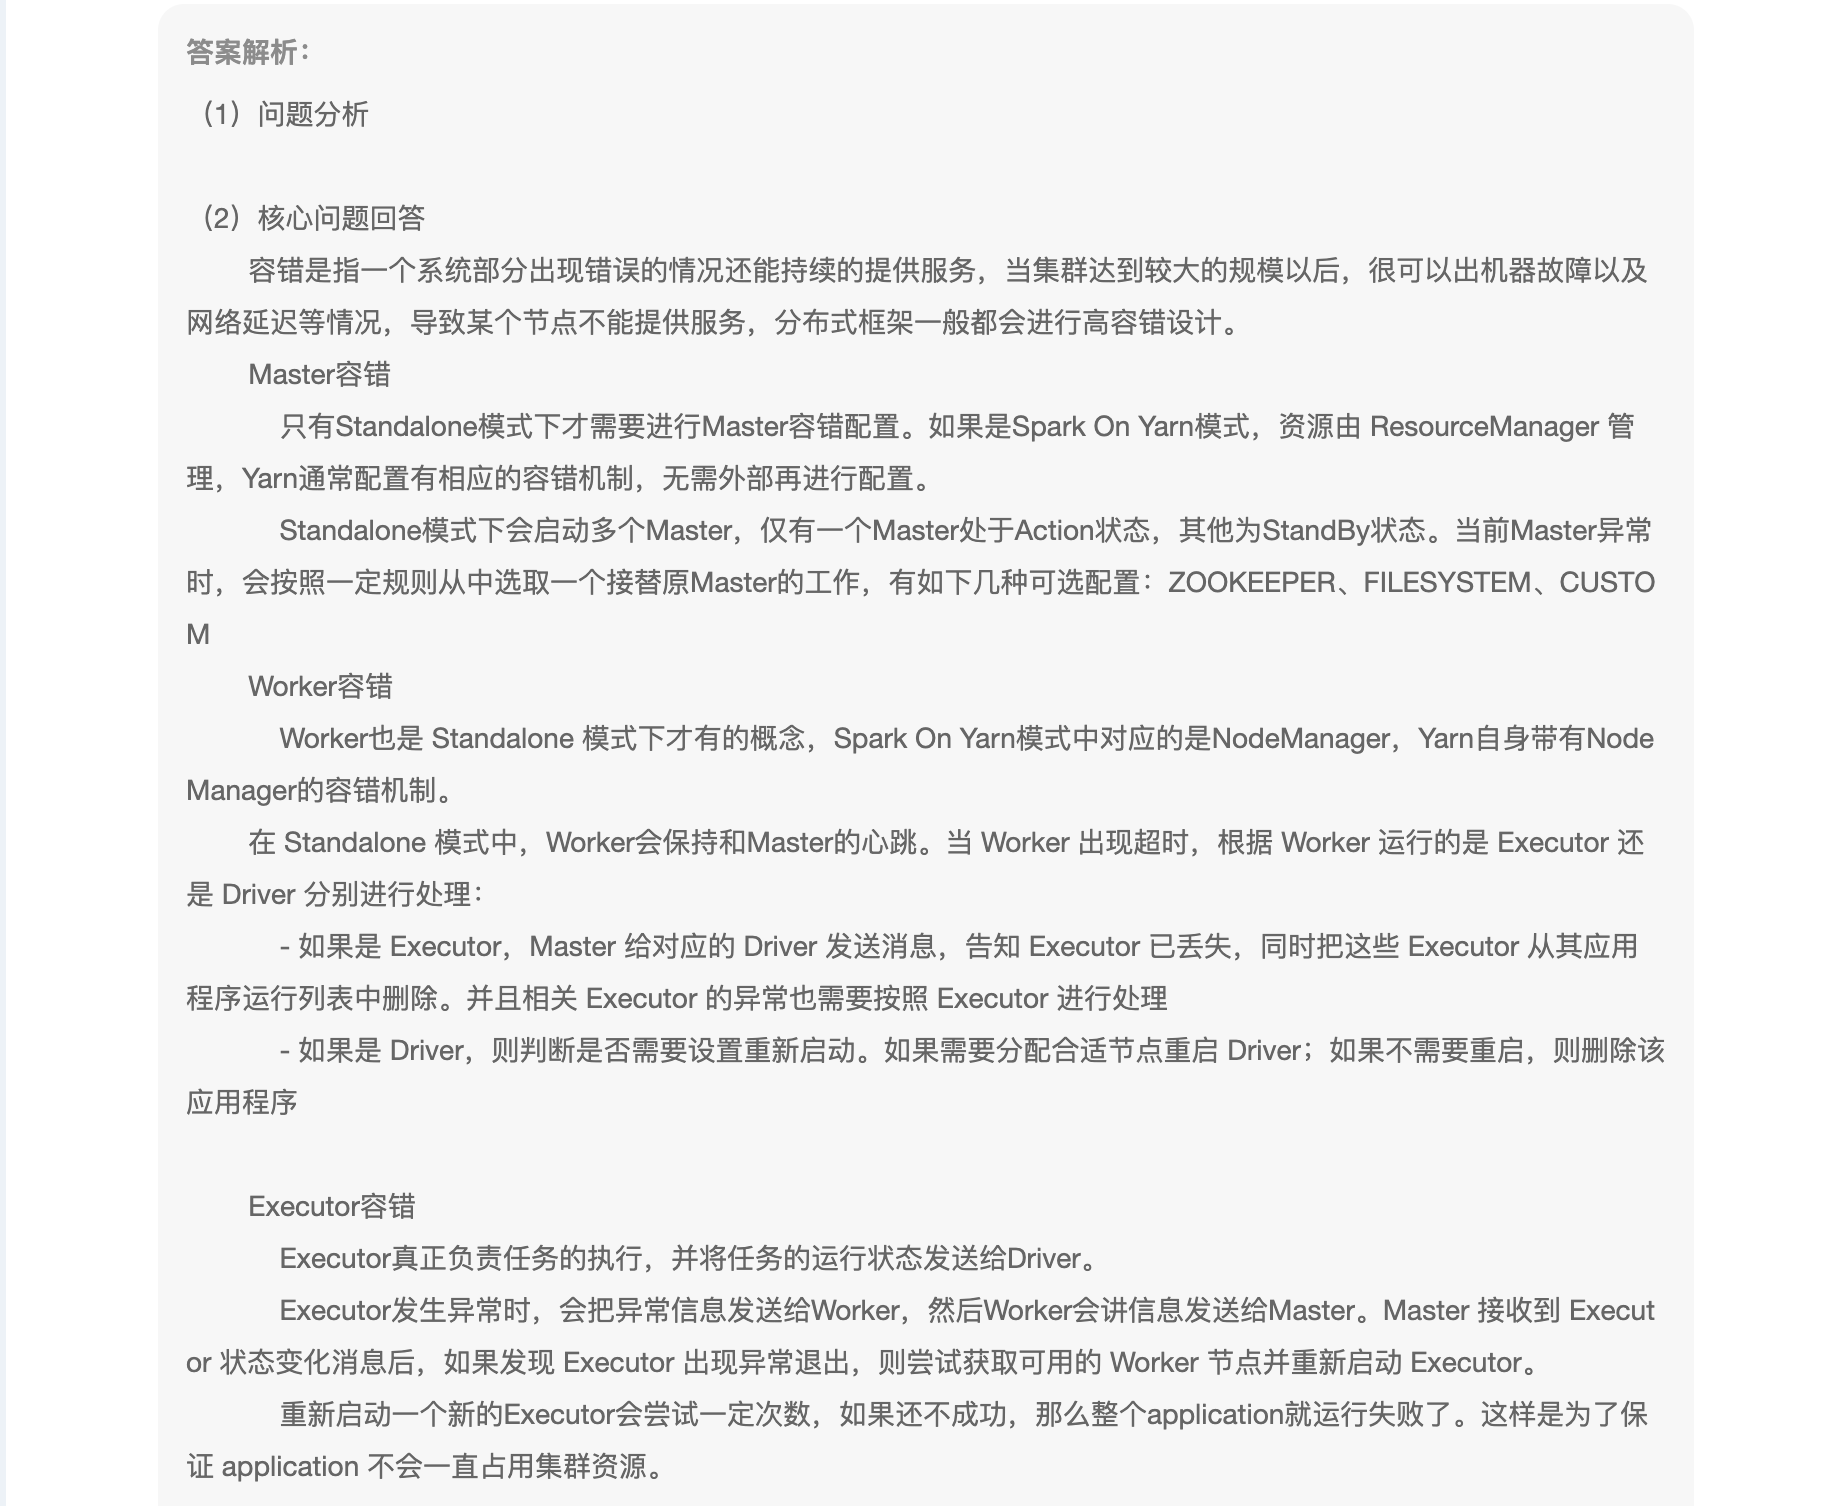 答案解析：
（1）问题分析
（2）核心问题回答
容错是指一个系统部分出现错误的情况还能持续的提供服务，当集群达到较大的规模以后，很可以出机器故障以及
网络延迟等情况，导致某个节点不能提供服务，分布式框架一般都会进行高容错设计。
Master容错
只有Standalone模式下才需要进行Master容错配置。如果是Spark On Yarn模式，资源由 ResourceManager 管
理，Yarn通常配置有相应的容错机制，无需外部再进行配置。
Standalone模式下会启动多个Master，仅有一个Master处于Action状态，其他为StandBy状态。当前Master异常
时，会按照一定规则从中选取一个接替原Master的工作，有如下几种可选配置：ZOOKEEPER、FILESYSTEM、CUSTO
M
Worker容错
Worker也是 Standalone 模式下才有的概念，Spark On Yarn模式中对应的是NodeManager，Yarn自身带有Node
Manager的容错机制。
在 Standalone 模式中，Worker会保持和Master的心跳。当 Worker 出现超时，根据 Worker 运行的是 Executor 还
是 Driver 分别进行处理：
- 如果是 Executor，Master 给对应的 Driver 发送消息，告知 Executor 已丢失，同时把这些 Executor 从其应用
程序运行列表中删除。并且相关 Executor 的异常也需要按照 Executor 进行处理
- 如果是 Driver，则判断是否需要设置重新启动。如果需要分配合适节点重启 Driver；如果不需要重启，则删除该
应用程序
Executor容错
Executor真正负责任务的执行，并将任务的运行状态发送给Driver。
Executor发生异常时，会把异常信息发送给Worker，然后Worker会讲信息发送给Master。Master 接收到 Execut
or 状态变化消息后，如果发现 Executor 出现异常退出，则尝试获取可用的 Worker 节点并重新启动 Executor。
重新启动一个新的Executor会尝试一定次数，如果还不成功，那么整个application就运行失败了。这样是为了保
证 application 不会一直占用集群资源。